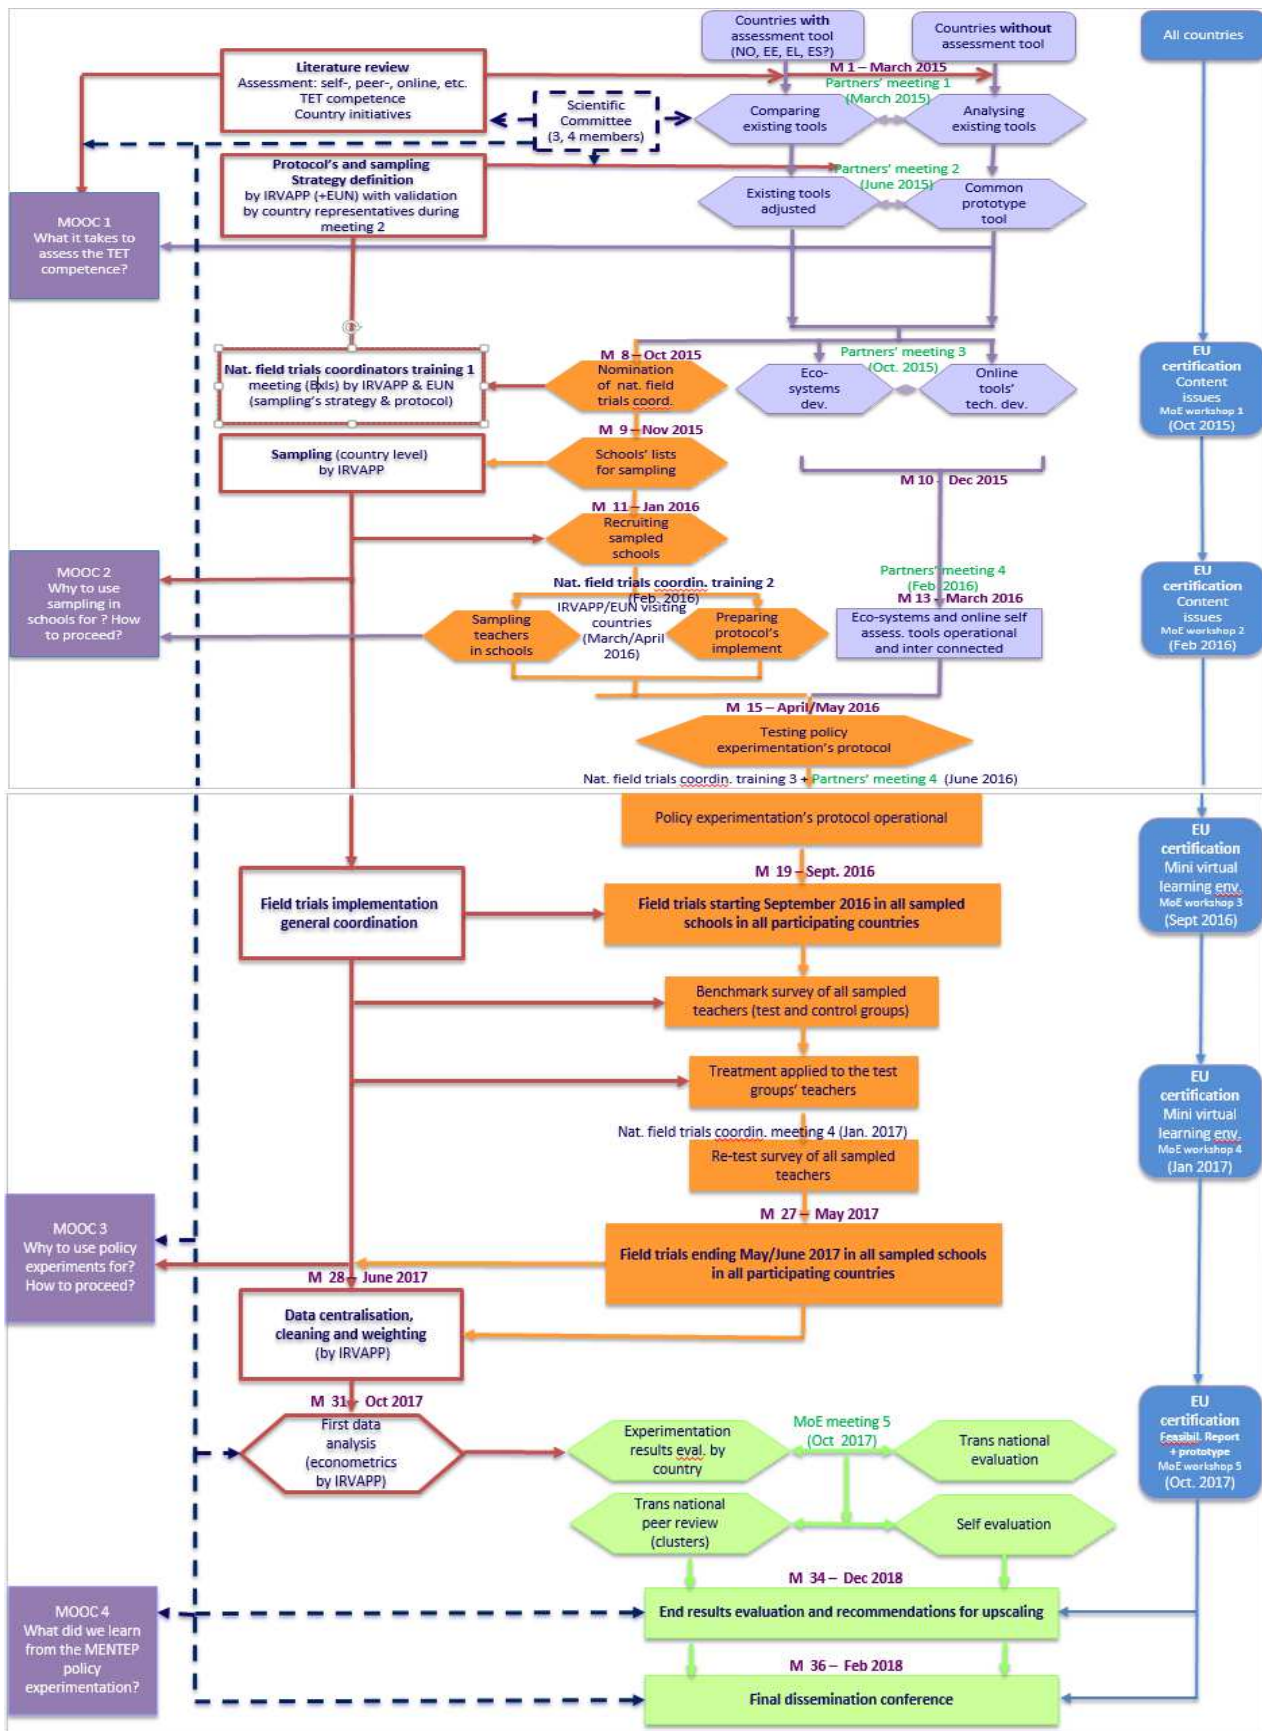 Countries with
assessment tool
(NO, EE, EL, ES?)
Countries without
assessment tool
All countries
Literature review
Assessment: self-, peer-, online, etc.
TET competence
Country initiatives
M 1 – March 2015
Partners' meeting 1
(March 2015)
Scientific
Committee
(3, 4 members)
Comparing
existing tools
Analysing
existing tools
Protocol's and sampling
Strategy definition
by IRVAPP (+EUN) with validation
by country representatives during
meeting 2
Partners' meeting 2
(June 2015)
Existing tools
adjusted
Common
prototype
tool
MOOC 1
What it takes to
assess the TET
competence?
Nat. field trials coordinators training 1
meeting (Bxls) by IRVAPP & EUN
(sampling's strategy & protocol)
M 8 – Oct 2015
Nomination
of nat. field
trials coord.
Partners' meeting 3
(Oct. 2015)
Eco-
systems
dev.
Online
tools'
tech. dev.
EU
certification
Content
issues
MoE workshop 1
(Oct 2015)
M 9 – Nov 2015
Sampling (country level)
by IRVAPP
Schools' lists
for sampling
M 10 – Dec 2015
M 11 – Jan 2016
Recruiting
sampled
schools
MOOC 2
Why to use
sampling in
schools for ? How
to proceed?
Nat. field trials coordin. training 2
(Feb. 2016)
IRVAPP/EUN visiting
countries
(March/April
2016)
Sampling
teachers
in schools
Preparing
protocol's
implement
Partners' meeting 4
(Feb. 2016)
M 13 – March 2016
Eco-systems and online self
assess. tools operational
and inter connected
EU
certification
Content
issues
MoE workshop 2
(Feb 2016)
M 15 – April/May 2016
Testing policy
experimentation's protocol
Nat. field trials coordin. training 3 + Partners' meeting 4 (June 2016)
Policy experimentation's protocol operational
EU
certification
Mini virtual
learning env.
MoE workshop 3
(Sept 2016)
M 19 – Sept. 2016
Field trials implementation
general coordination
Field trials starting September 2016 in all sampled
schools in all participating countries
Benchmark survey of all sampled
teachers (test and control groups)
Treatment applied to the test
groups' teachers
EU
certification
Mini virtual
learning env.
MoE workshop 4
(Jan 2017)
Nat. field trials coordin. meeting 4 (Jan. 2017)
Re-test survey of all sampled
teachers
M 27 – May 2017
MOOC 3
Why to use policy
experiments for?
How to proceed?
Field trials ending May/June 2017 in all sampled schools
in all participating countries
M 28 – June 2017
Data centralisation,
cleaning and weighting
(by IRVAPP)
M 31 – Oct 2017
First data
analysis
(econometrics
by IRVAPP)
Experimentation
results eval. by
country
MoE meeting 5
(Oct 2017)
Trans national
evaluation
EU
certification
Feasibil. Report
+ prototype
MoE workshop 5
(Oct. 2017)
Trans national
peer review
(clusters)
Self evaluation
M 34 – Dec 2018
MOOC 4
What did we learn
from the MENTEP
policy
experimentation?
End results evaluation and recommendations for upscaling
M 36 – Feb 2018
Final dissemination conference